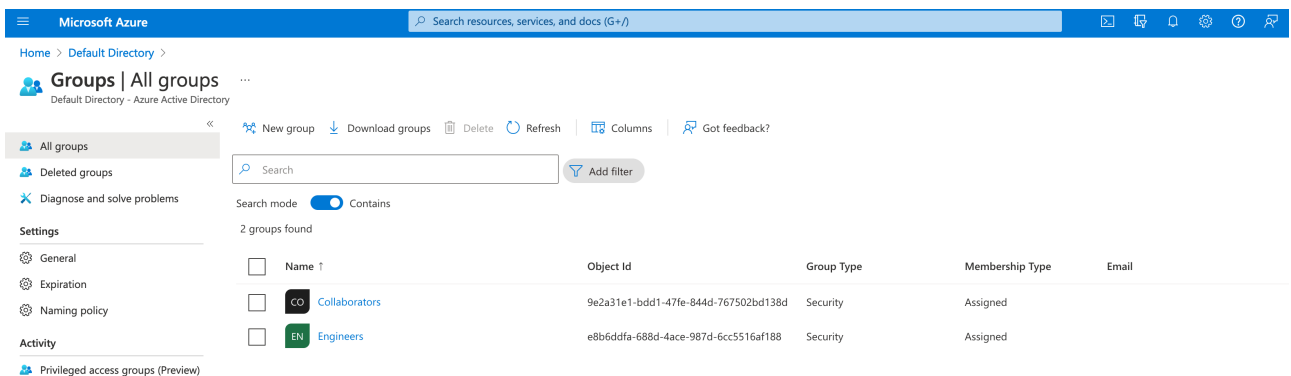 Microsoft Azure
Search resources, services, and docs (G+/)
Home > Default Directory >
Groups | All groups ...
Default Directory - Azure Active Directory
«
All groups
Deleted groups
Diagnose and solve problems
Settings
General
Expiration
Naming policy
Activity
Privileged access groups (Preview)
New group Download groups Delete Refresh Columns Got feedback?
Search Add filter
Search mode Contains
2 groups found
Name ↑ Object Id Group Type Membership Type Email
CO Collaborators 9e2a31e1-bdd1-47fe-844d-767502bd138d Security Assigned
EN Engineers e8b6ddfa-688d-4ace-987d-6cc5516af188 Security Assigned